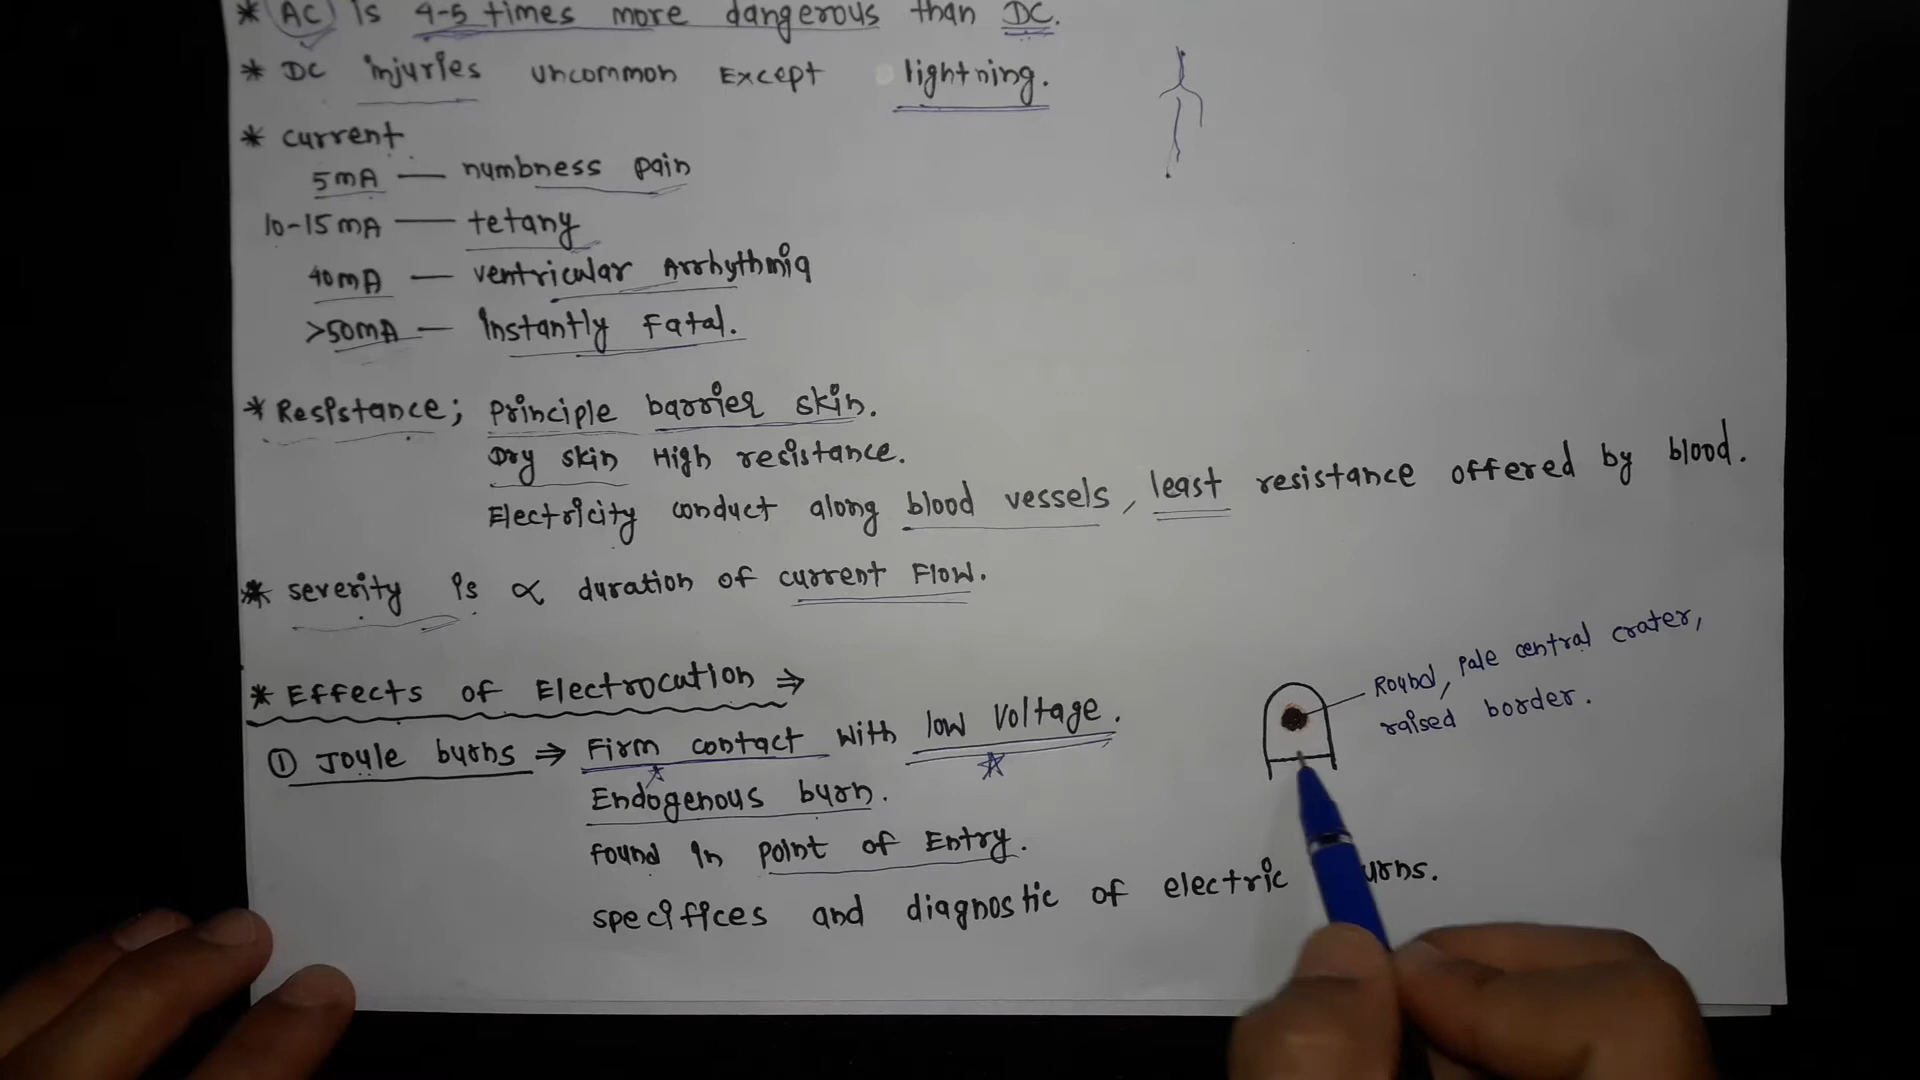 * AC is 4-5 times more dangerous than DC.
* DC injuries uncommon Except lightning.
* current
5mA — numbness pain
10-15mA — tetany
40mA — ventricular Arrhythmia
>50mA — Instantly Fatal.
* Resistance; principle barrier skin.
Dry skin High resistance.
Electricity conduct along blood vessels, least resistance offered by blood.
* severity is ∝ duration of current Flow.
* Effects of Electrocution ⇒
① Joule burns ⇒ Firm contact with low voltage.
Endogenous burn.
found in point of Entry.
specifices and diagnostic of electric urns.
Round, pale central crater,
raised border.